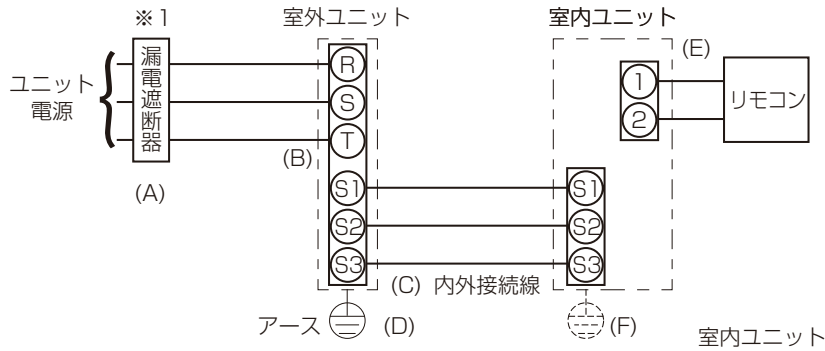 ※1
室外ユニット
室内ユニット
ユニット
電源
漏電遮断器
(A)
(B)
R
S
T
S1
S2
S3
(C) 内外接続線
アース
(D)
1
2
(E)
リモコン
S1
S2
S3
(F)
室内ユニット